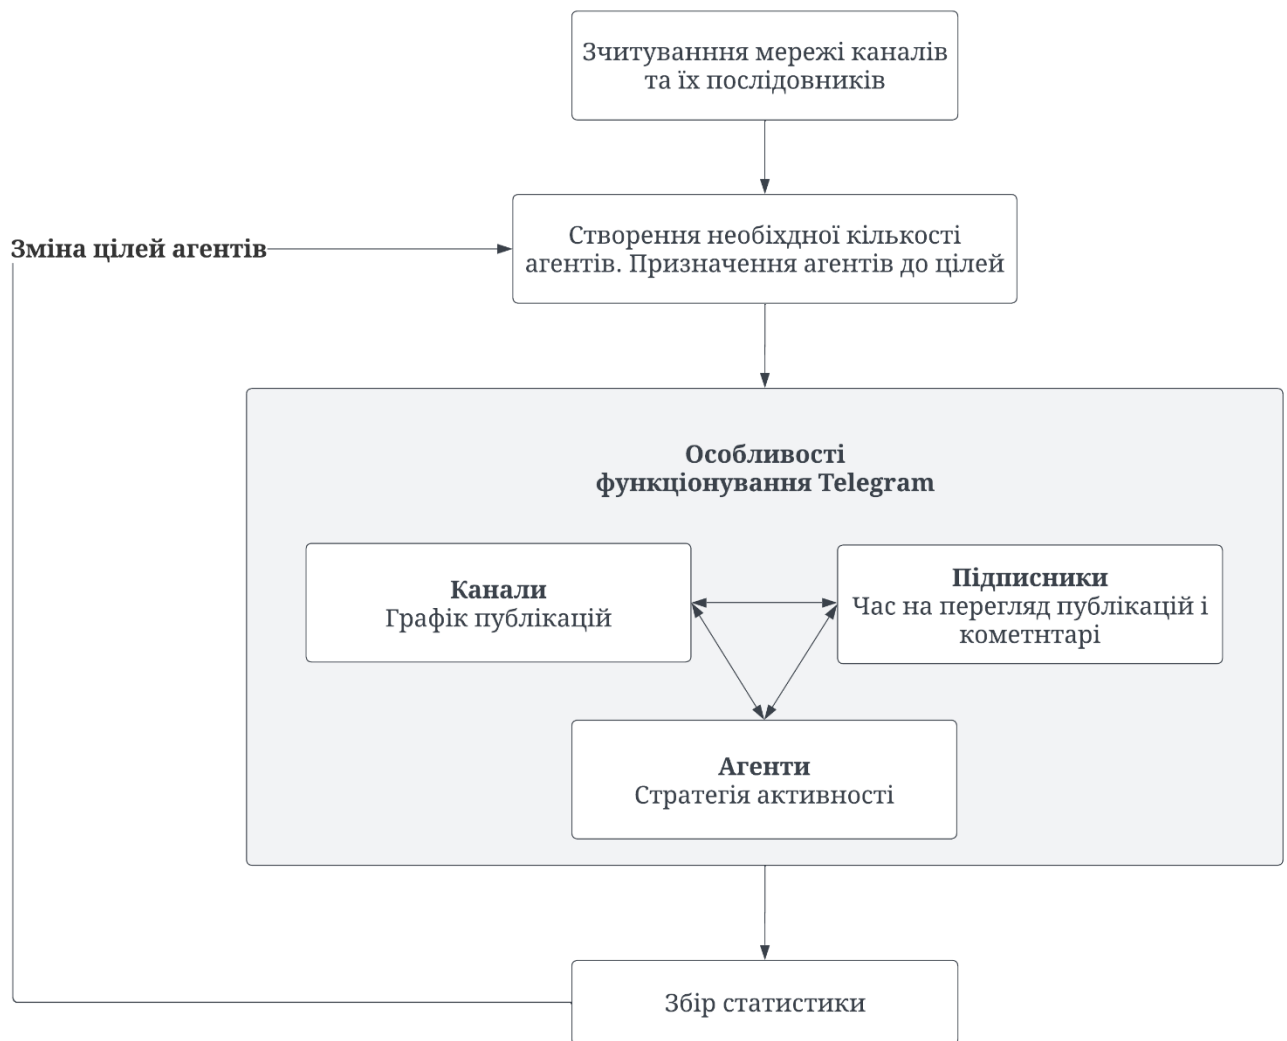 Зчитуванння мережі каналів
та їх послідовників
Зміна цілей агентів
Створення необіхдної кількості
агентів. Призначення агентів до цілей
Особливості
функціонування Telegram
Канали
Графік публікацій
Підписники
Час на перегляд публікацій і
кометнтарі
Агенти
Стратегія активності
Збір статистики